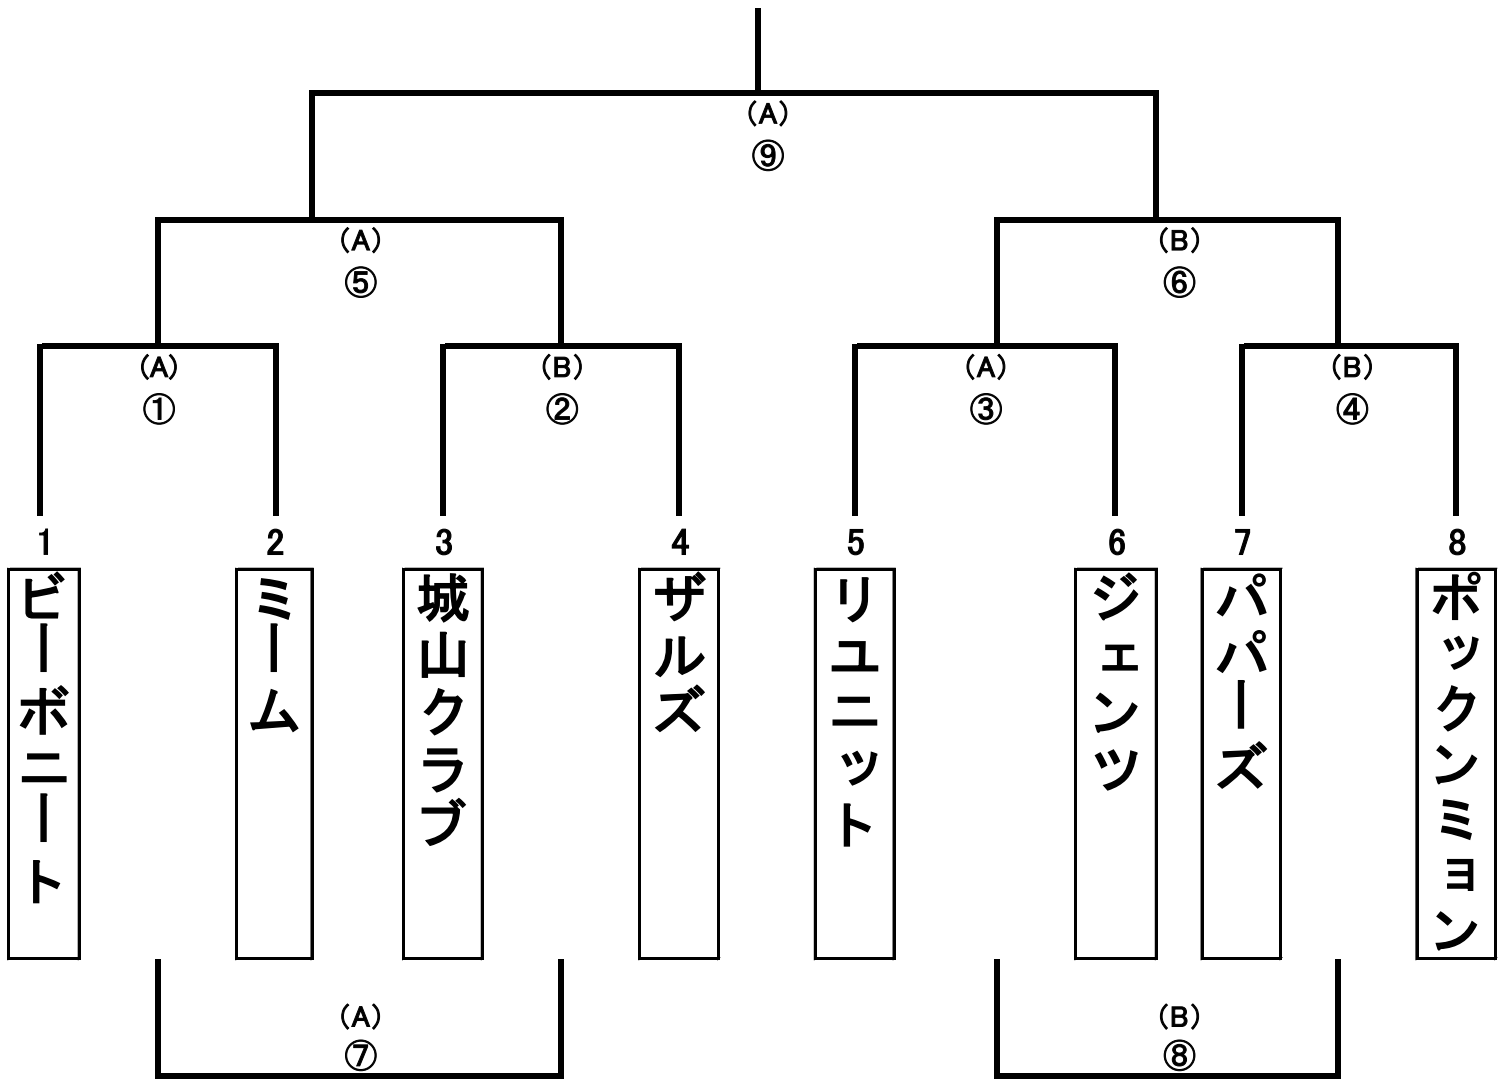 (A)
⑨
(A)
⑤
(B)
⑥
(A)
①
(B)
②
(A)
③
(B)
④
1
2
3
4
5
6
7
8
ビーボニート
ミーム
城山クラブ
ザルズ
リユニット
ジェンツ
パパーズ
ポックンミョン
(A)
⑦
(B)
⑧